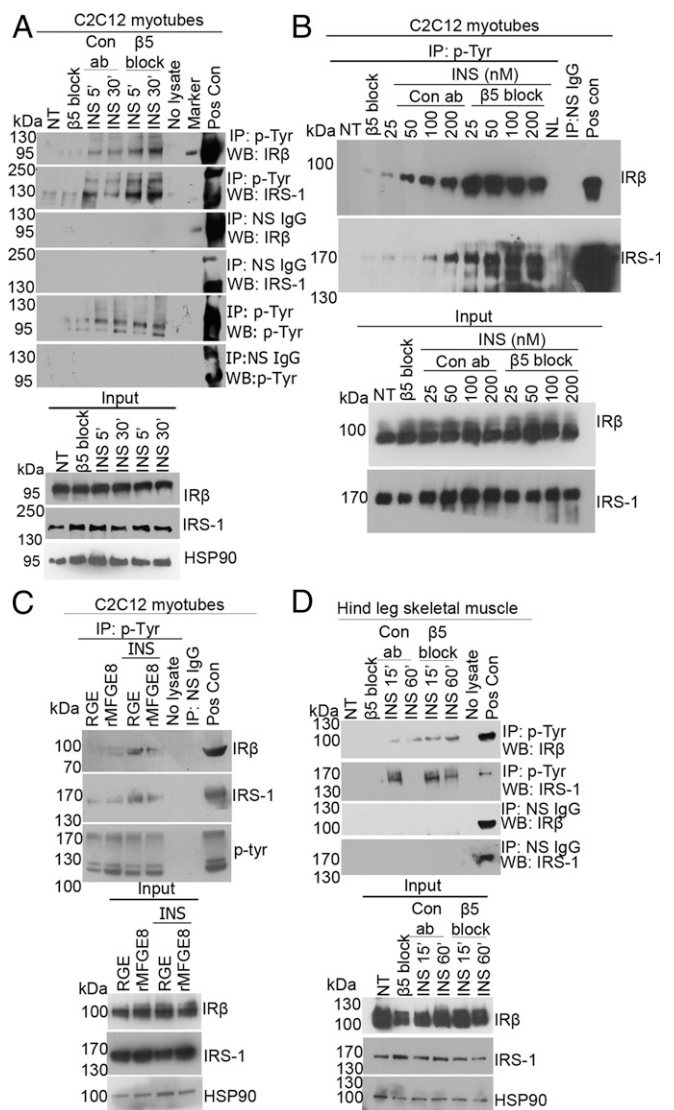 A
C2C12 myotubes
Con ab
β5 block
NT
β5 block
INS 5'
INS 30'
INS 5'
INS 30'
No lysate
Marker
Pos Con
kDa
130
95
IP: p-Tyr
WB: IRβ
250
130
IP: p-Tyr
WB: IRS-1
130
95
IP: NS IgG
WB: IRβ
250
130
IP: NS IgG
WB: IRS-1
130
95
IP: p-Tyr
WB: p-Tyr
130
95
IP:NS IgG
WB:p-Tyr
Input
kDa
NT
β5 block
INS 5'
INS 30'
INS 5'
INS 30'
95
IRβ
250
130
IRS-1
95
HSP90
B
C2C12 myotubes
IP: p-Tyr
INS (nM)
Con ab
β5 block
kDa
NT
β5 block
25
50
100
200
25
50
100
200
NL
IP:NS IgG
Pos con
100
IRβ
170
130
IRS-1
Input
INS (nM)
Con ab
β5 block
kDa
NT
β5 block
25
50
100
200
25
50
100
200
100
IRβ
170
IRS-1
C
C2C12 myotubes
IP: p-Tyr
INS
kDa
RGE
rMFGE8
RGE
rMFGE8
No lysate
IP: NS IgG
Pos Con
100
70
IRβ
170
130
IRS-1
170
130
100
p-tyr
Input
INS
kDa
RGE
rMFGE8
RGE
rMFGE8
100
IRβ
170
130
IRS-1
100
HSP90
D
Hind leg skeletal muscle
Con ab
β5 block
kDa
NT
β5 block
INS 15'
INS 60'
INS 15'
INS 60'
No lysate
Pos Con
130
100
IP: p-Tyr
WB: IRβ
170
130
IP: p-Tyr
WB: IRS-1
130
100
IP: NS IgG
WB: IRβ
170
130
IP: NS IgG
WB: IRS-1
Input
Con ab
β5 block
kDa
NT
β5 block
INS 15'
INS 60'
INS 15'
INS 60'
130
100
IRβ
170
130
IRS-1
130
100
HSP90